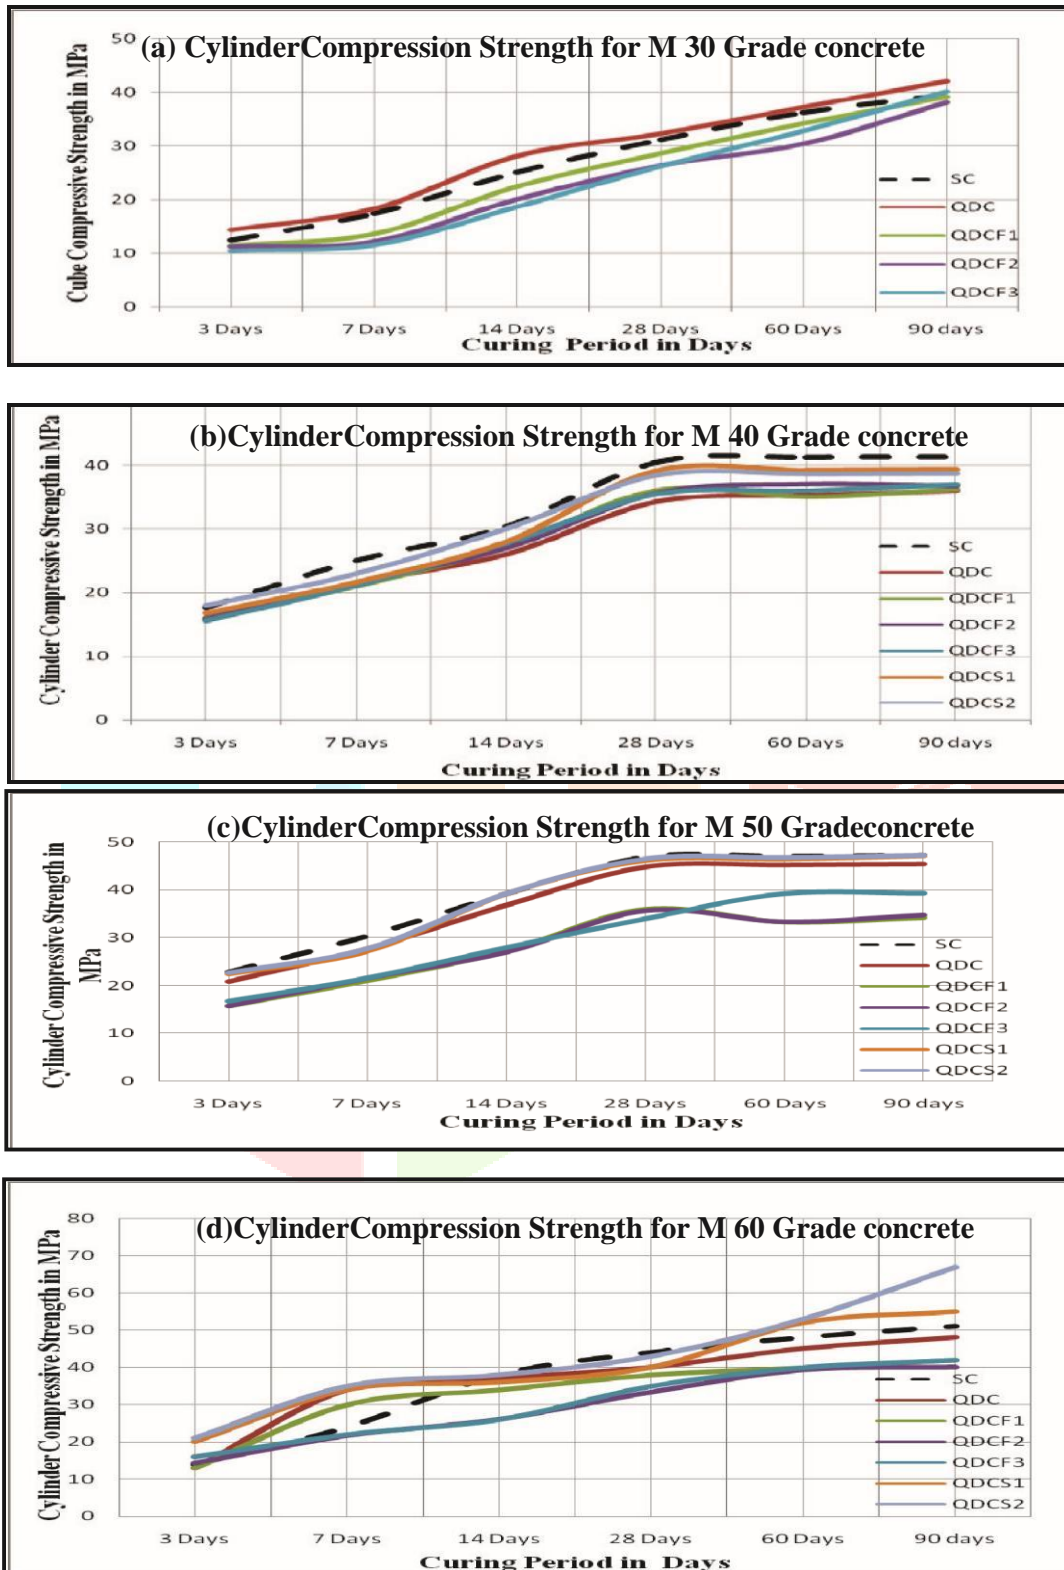 (a) CylinderCompression Strength for M 30 Grade concrete
Cube Compressive Strength in MPa
50
40
30
20
10
0
SC
QDC
QDCF1
QDCF2
QDCF3
3 Days 7 Days 14 Days 28 Days 60 Days 90 days
Curing Period in Days
(b)CylinderCompression Strength for M 40 Grade concrete
Cylinder Compressive Strength in MPa
40
30
20
10
0
SC
QDC
QDCF1
QDCF2
QDCF3
QDCS1
QDCS2
3 Days 7 Days 14 Days 28 Days 60 Days 90 days
Curing Period in Days
(c)CylinderCompression Strength for M 50 Gradeconcrete
Cylinder Compressive Strength in
MPa
50
40
30
20
10
0
SC
QDC
QDCF1
QDCF2
QDCF3
QDCS1
QDCS2
3 Days 7 Days 14 Days 28 Days 60 Days 90 days
Curing Period in Days
(d)CylinderCompression Strength for M 60 Grade concrete
Cylinder Compressive Strength in MPa
80
70
60
50
40
30
20
10
0
SC
QDC
QDCF1
QDCF2
QDCF3
QDCS1
QDCS2
3 Days 7 Days 14 Days 28 Days 60 Days 90 days
Curing Period in Days